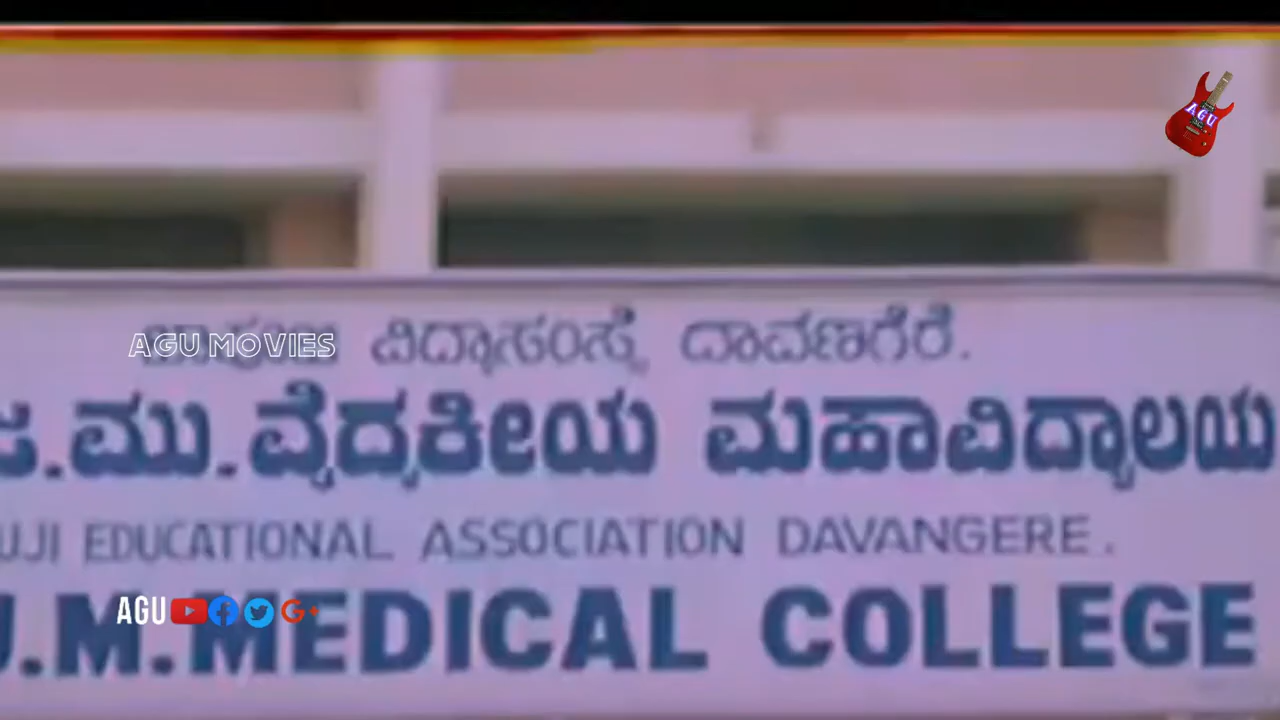 AGU
AGU MOVIES ವಿದ್ಯಾಸಂಸ್ಥೆ ದಾವಣಗೆರೆ.
ಜ.ಮು.ವೈದ್ಯಕೀಯ ಮಹಾವಿದ್ಯಾಲಯ
UJI EDUCATIONAL ASSOCIATION DAVANGERE.
AGU
J.M.MEDICAL COLLEGE